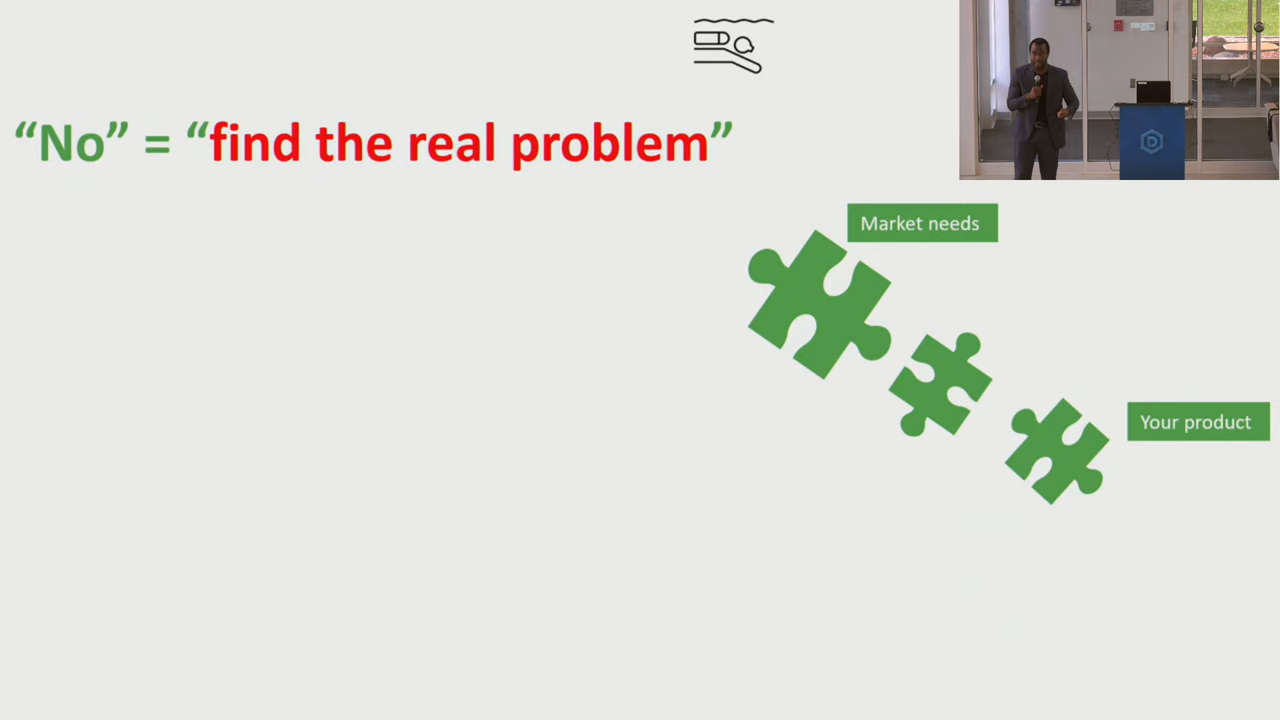 “No” = “find the real problem”
Market needs
Your product